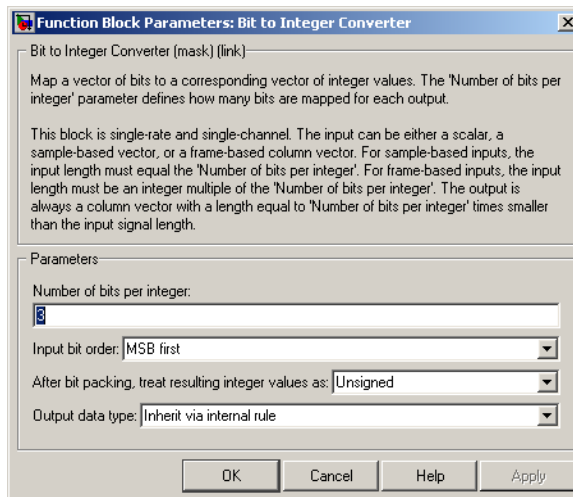 Function Block Parameters: Bit to Integer Converter
Bit to Integer Converter (mask) (link)
Map a vector of bits to a corresponding vector of integer values. The 'Number of bits per
integer' parameter defines how many bits are mapped for each output.
This block is single-rate and single-channel. The input can be either a scalar, a
sample-based vector, or a frame-based column vector. For sample-based inputs, the
input length must equal the 'Number of bits per integer'. For frame-based inputs, the input
length must be an integer multiple of the 'Number of bits per integer'. The output is
always a column vector with a length equal to 'Number of bits per integer' times smaller
than the input signal length.
Parameters
Number of bits per integer:
3
Input bit order: MSB first
After bit packing, treat resulting integer values as: Unsigned
Output data type: Inherit via internal rule
OK Cancel Help Apply